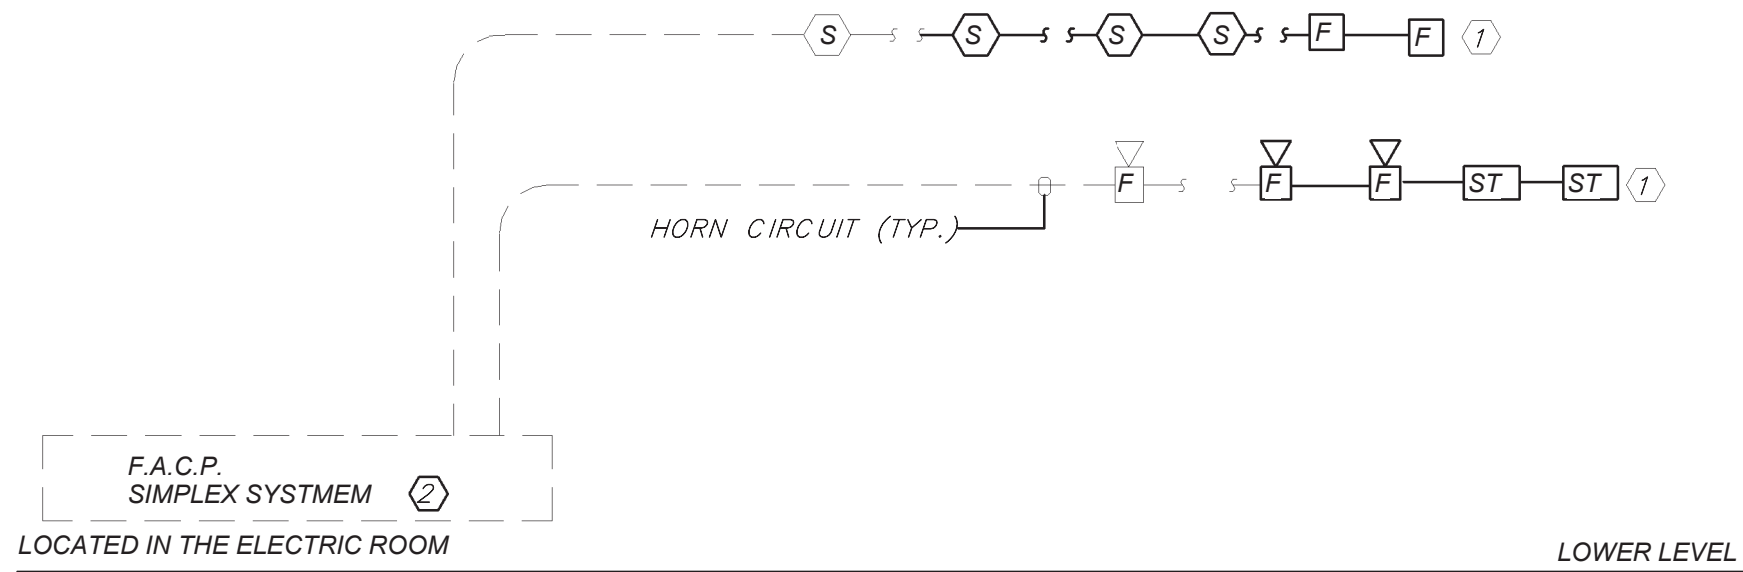 S S S S F F 1
F F F ST ST 1
HORN CIRCUIT (TYP.)
F.A.C.P.
SIMPLEX SYSTMEM 2
LOCATED IN THE ELECTRIC ROOM
LOWER LEVEL